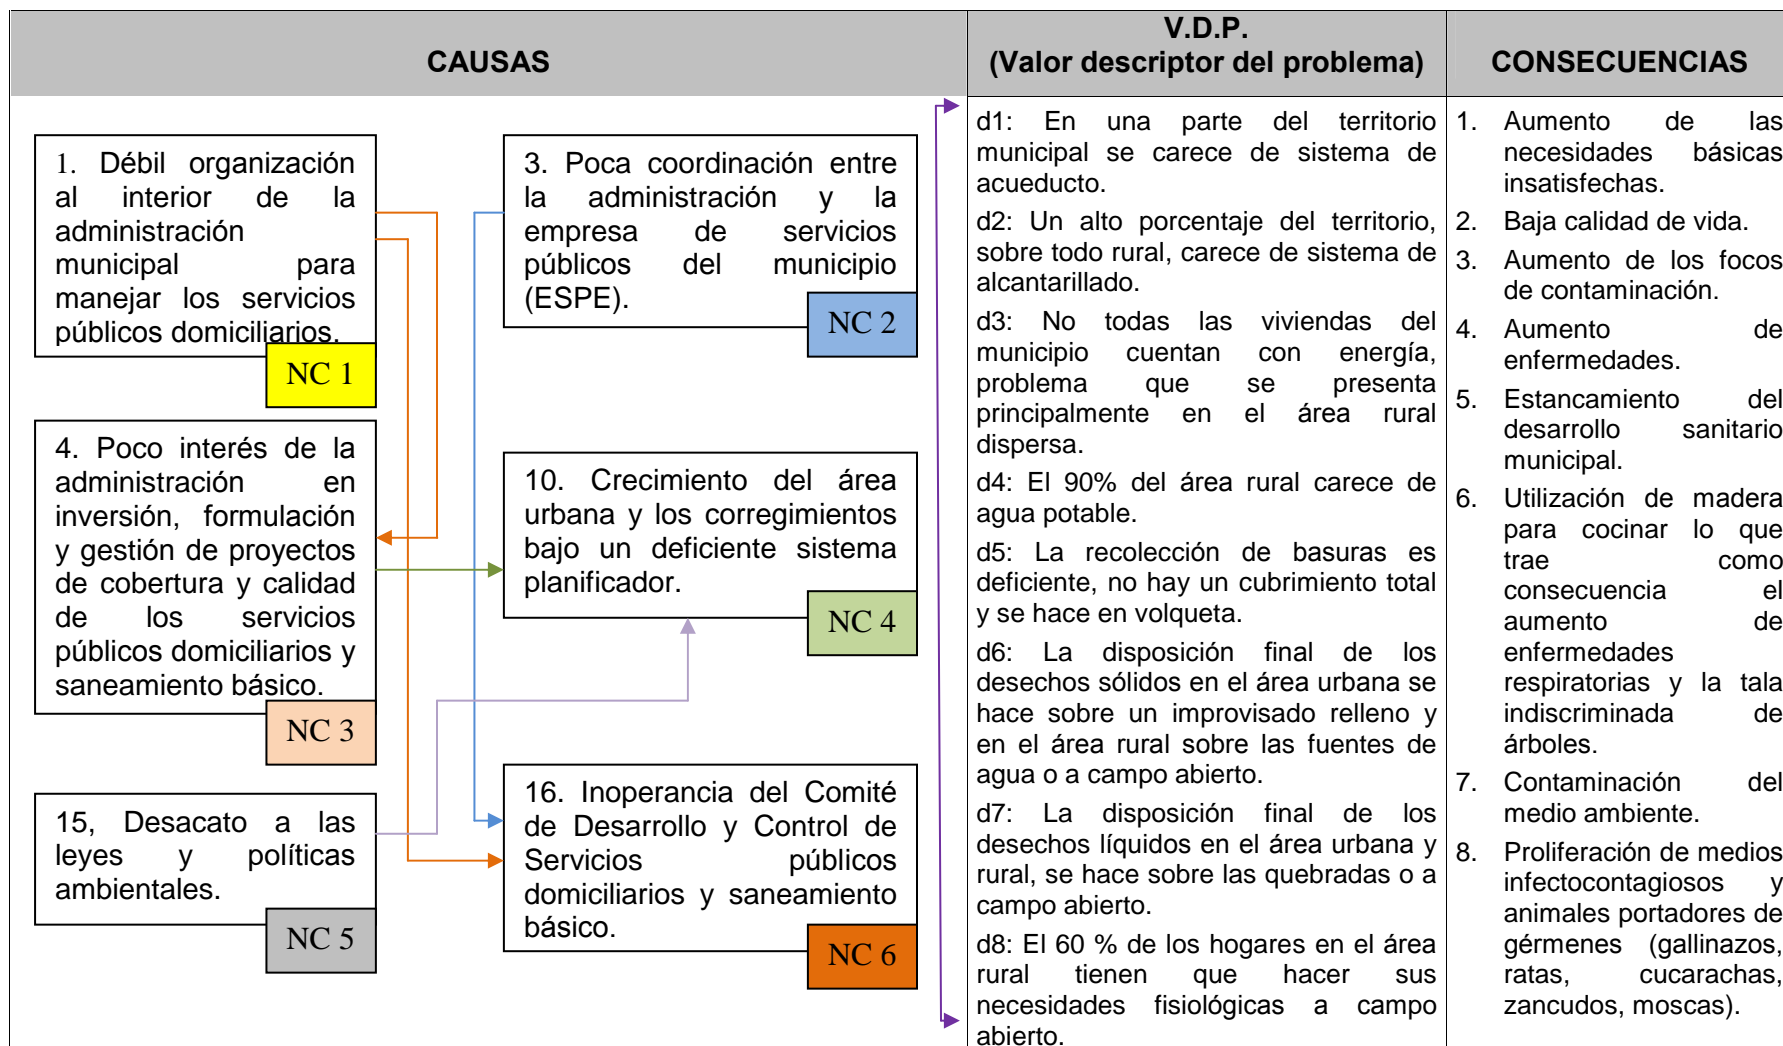 CAUSAS
V.D.P.
(Valor descriptor del problema)
CONSECUENCIAS
1. Débil organización
al interior de la
administración
municipal para
manejar los servicios
públicos domiciliarios.
NC 1
3. Poca coordinación entre
la administración y la
empresa de servicios
públicos del municipio
(ESPE).
NC 2
4. Poco interés de la
administración en
inversión, formulación
y gestión de proyectos
de cobertura y calidad
de los servicios
públicos domiciliarios y
saneamiento básico.
NC 3
10. Crecimiento del área
urbana y los corregimientos
bajo un deficiente sistema
planificador.
NC 4
15, Desacato a las
leyes y políticas
ambientales.
NC 5
16. Inoperancia del Comité
de Desarrollo y Control de
Servicios públicos
domiciliarios y saneamiento
básico.
NC 6
d1: En una parte del territorio
municipal se carece de sistema de
acueducto.
d2: Un alto porcentaje del territorio,
sobre todo rural, carece de sistema de
alcantarillado.
d3: No todas las viviendas del
municipio cuentan con energía,
problema que se presenta
principalmente en el área rural
dispersa.
d4: El 90% del área rural carece de
agua potable.
d5: La recolección de basuras es
deficiente, no hay un cubrimiento total
y se hace en volqueta.
d6: La disposición final de los
desechos sólidos en el área urbana se
hace sobre un improvisado relleno y
en el área rural sobre las fuentes de
agua o a campo abierto.
d7: La disposición final de los
desechos líquidos en el área urbana y
rural, se hace sobre las quebradas o a
campo abierto.
d8: El 60 % de los hogares en el área
rural tienen que hacer sus
necesidades fisiológicas a campo
abierto.
1. Aumento de las
necesidades básicas
insatisfechas.
2. Baja calidad de vida.
3. Aumento de los focos
de contaminación.
4. Aumento de
enfermedades.
5. Estancamiento del
desarrollo sanitario
municipal.
6. Utilización de madera
para cocinar lo que
trae como
consecuencia el
aumento de
enfermedades
respiratorias y la tala
indiscriminada de
árboles.
7. Contaminación del
medio ambiente.
8. Proliferación de medios
infectocontagiosos y
animales portadores de
gérmenes (gallinazos,
ratas, cucarachas,
zancudos, moscas).